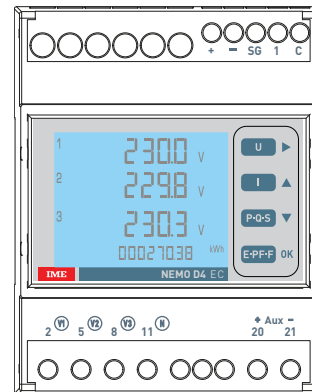 + − SG 1 C
1 230.0 V
U ▶
2 229.8 V
I ▲
3 230.3 V
P•Q•S ▼
00027038 kWh
E•PF•F OK
IME NEMO D4 EC
2 V1 5 V2 8 V3 11 N + Aux −
20 21